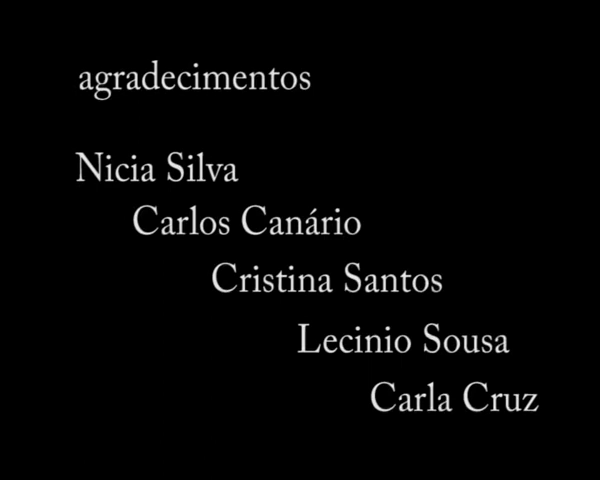 agradecimentos
Nicia Silva
Carlos Canário
Cristina Santos
Lecinio Sousa
Carla Cruz